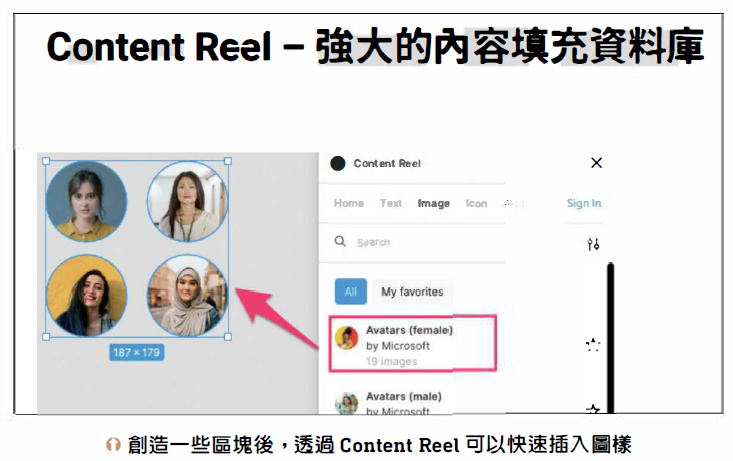 Content Reel – 強大的內容填充資料庫
Content Reel
Home Text Image Icon
Sign In
Search
All My favorites
Avatars (female)
by Microsoft
19 images
187 × 179
Avatars (male)
by Microsoft
創造一些區塊後，透過 Content Reel 可以快速插入圖樣